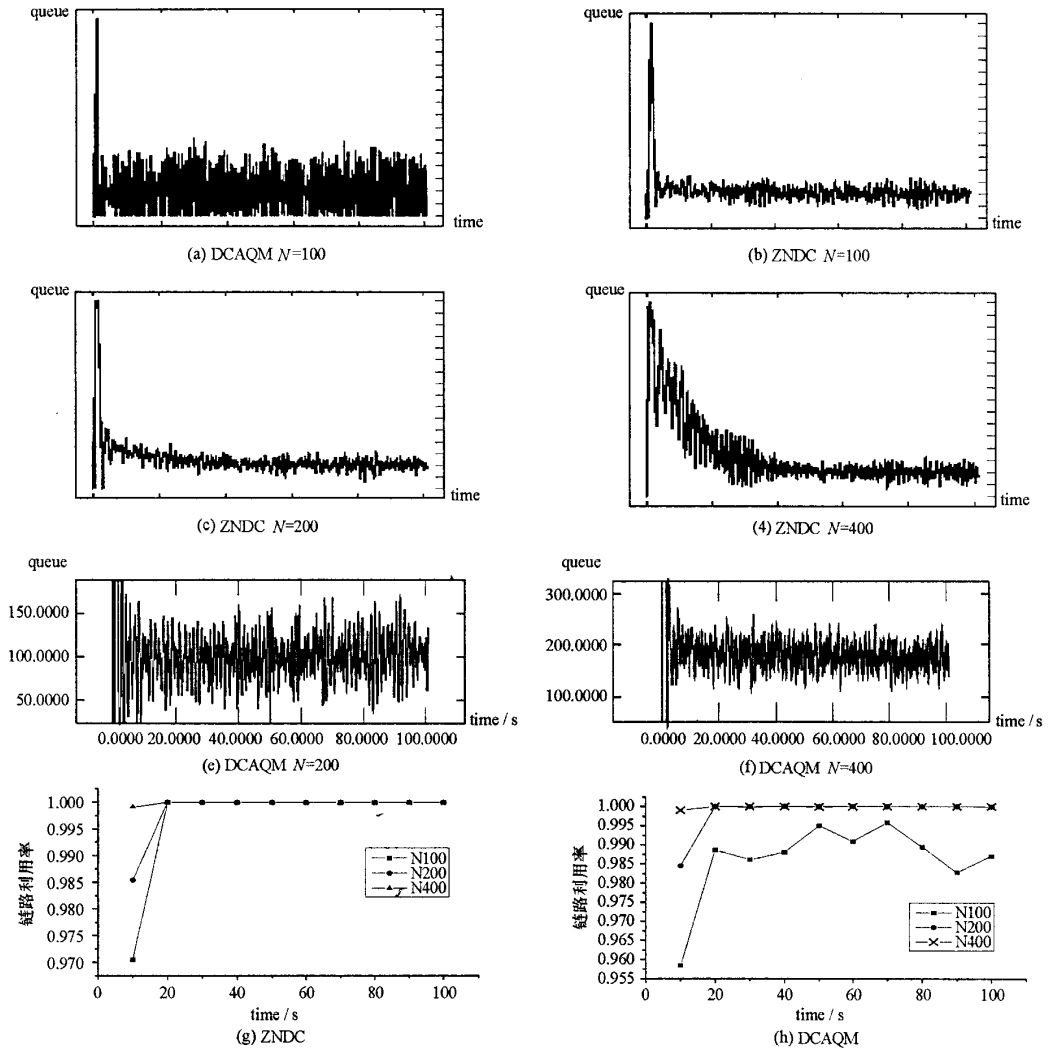 queue
time
(a) DCAQM N=100
queue
time
(b) ZNDC N=100
queue
time
(c) ZNDC N=200
queue
time
(4) ZNDC N=400
queue
150.0000
100.0000
50.0000
time / s
0.0000 20.0000 40.0000 60.0000 80.0000 100.0000
(e) DCAQM N=200
queue
300.0000
200.0000
100.0000
time / s
0.0000 20.0000 40.0000 60.0000 80.0000 100.0000
(f) DCAQM N=400
链路利用率
1.000
0.995
0.990
0.985
0.980
0.975
0.970
N100
N200
N400
0 20 40 60 80 100
time / s
(g) ZNDC
链路利用率
1.000
0.995
0.990
0.985
0.980
0.975
0.970
0.965
0.960
0.955
N100
N200
N400
0 20 40 60 80 100
time / s
(h) DCAQM